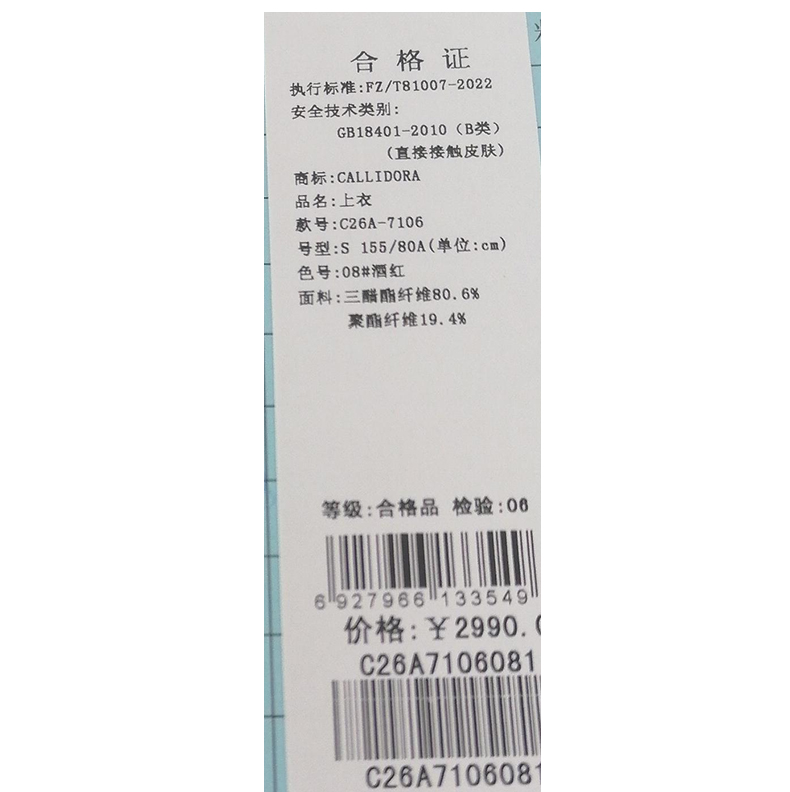 合格证
执行标准:FZ/T81007-2022
安全技术类别:
GB18401-2010（B类）
(直接接触皮肤)
商标:CALLIDORA
品名:上衣
款号:C26A-7106
号型:S 155/80A(单位:cm)
色号:08#酒红
面料:三醋酯纤维80.6%
聚酯纤维19.4%
等级:合格品 检验:06
6 927966 133549
价格:￥2990.0
C26A7106081
C26A7106081